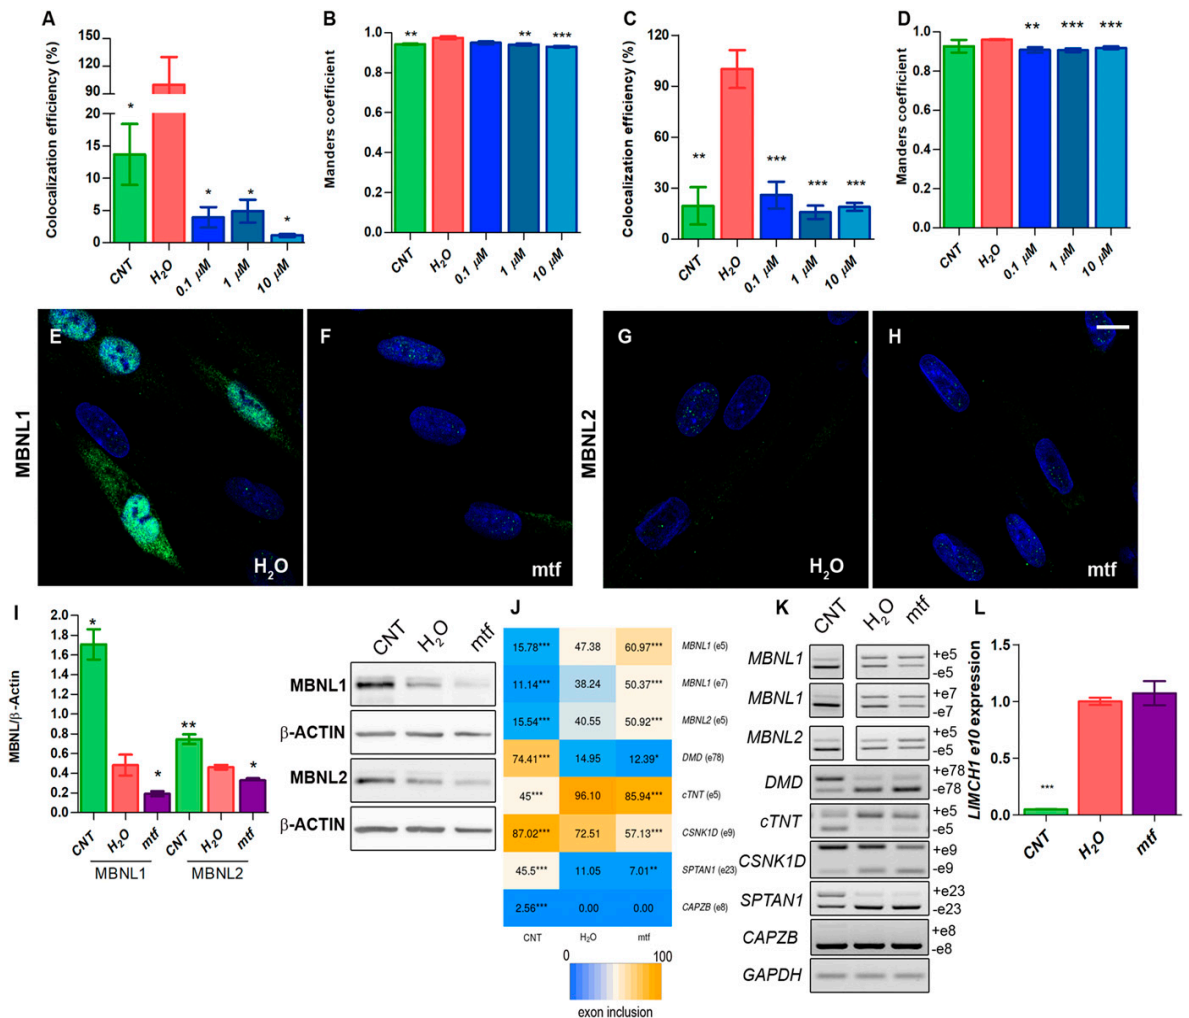 A
Colocalization efficiency (%)
150
120
90
20
15
10
5
0
*
*
*
*
CNT
H2O
0.1 μM
1 μM
10 μM
B
Manders coefficient
1.0
0.8
0.6
0.4
0.2
0.0
**
**
***
CNT
H2O
0.1 μM
1 μM
10 μM
C
Colocalization efficiency (%)
120
90
60
30
0
**
***
***
***
CNT
H2O
0.1 μM
1 μM
10 μM
D
Manders coefficient
1.0
0.8
0.6
0.4
0.2
0.0
**
***
***
CNT
H2O
0.1 μM
1 μM
10 μM
MBNL1
E
H2O
F
mtf
MBNL2
G
H2O
H
mtf
I
MBNL/β-Actin
2.0
1.8
1.6
1.4
1.2
1.0
0.8
0.6
0.4
0.2
0.0
*
*
**
*
CNT
H2O
mtf
CNT
H2O
mtf
MBNL1
MBNL2
CNT
H2O
mtf
MBNL1
β-ACTIN
MBNL2
β-ACTIN
J
15.78*** 47.38 60.97*** MBNL1 (e5)
11.14*** 38.24 50.37*** MBNL1 (e7)
15.54*** 40.55 50.92*** MBNL2 (e5)
74.41*** 14.95 12.39* DMD (e78)
45*** 96.10 85.94*** cTNT (e5)
87.02*** 72.51 57.13*** CSNK1D (e9)
45.5*** 11.05 7.01** SPTAN1 (e23)
2.56*** 0.00 0.00 CAPZB (e8)
CNT H2O mtf
0 100
exon inclusion
K
CNT
H2O
mtf
MBNL1 +e5
-e5
MBNL1 +e7
-e7
MBNL2 +e5
-e5
DMD +e78
-e78
cTNT +e5
-e5
CSNK1D +e9
-e9
SPTAN1 +e23
-e23
CAPZB +e8
-e8
GAPDH
L
LIMCH1 e10 expression
1.5
1.0
0.5
0.0
***
CNT
H2O
mtf